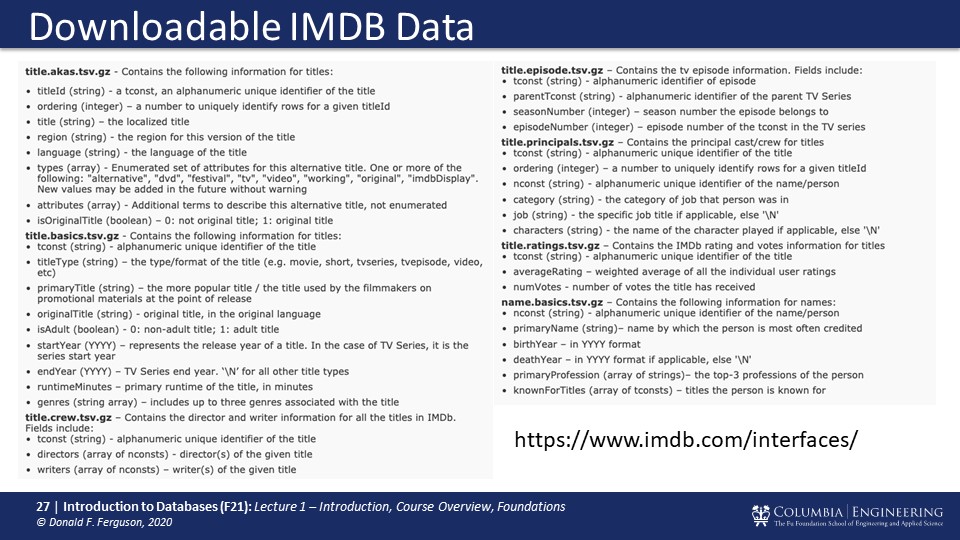 Downloadable IMDB Data
title.akas.tsv.gz - Contains the following information for titles:
• titleId (string) - a tconst, an alphanumeric unique identifier of the title
• ordering (integer) – a number to uniquely identify rows for a given titleId
• title (string) – the localized title
• region (string) - the region for this version of the title
• language (string) - the language of the title
• types (array) - Enumerated set of attributes for this alternative title. One or more of the
following: "alternative", "dvd", "festival", "tv", "video", "working", "original", "imdbDisplay".
New values may be added in the future without warning
• attributes (array) - Additional terms to describe this alternative title, not enumerated
• isOriginalTitle (boolean) – 0: not original title; 1: original title
title.basics.tsv.gz - Contains the following information for titles:
• tconst (string) - alphanumeric unique identifier of the title
• titleType (string) – the type/format of the title (e.g. movie, short, tvseries, tvepisode, video,
etc)
• primaryTitle (string) – the more popular title / the title used by the filmmakers on
promotional materials at the point of release
• originalTitle (string) - original title, in the original language
• isAdult (boolean) - 0: non-adult title; 1: adult title
• startYear (YYYY) – represents the release year of a title. In the case of TV Series, it is the
series start year
• endYear (YYYY) – TV Series end year. ‘\N’ for all other title types
• runtimeMinutes – primary runtime of the title, in minutes
• genres (string array) – includes up to three genres associated with the title
title.crew.tsv.gz – Contains the director and writer information for all the titles in IMDb.
Fields include:
• tconst (string) - alphanumeric unique identifier of the title
• directors (array of nconsts) - director(s) of the given title
• writers (array of nconsts) – writer(s) of the given title
title.episode.tsv.gz – Contains the tv episode information. Fields include:
• tconst (string) - alphanumeric identifier of episode
• parentTconst (string) - alphanumeric identifier of the parent TV Series
• seasonNumber (integer) – season number the episode belongs to
• episodeNumber (integer) – episode number of the tconst in the TV series
title.principals.tsv.gz – Contains the principal cast/crew for titles
• tconst (string) - alphanumeric unique identifier of the title
• ordering (integer) – a number to uniquely identify rows for a given titleId
• nconst (string) - alphanumeric unique identifier of the name/person
• category (string) - the category of job that person was in
• job (string) - the specific job title if applicable, else '\N'
• characters (string) - the name of the character played if applicable, else '\N'
title.ratings.tsv.gz – Contains the IMDb rating and votes information for titles
• tconst (string) - alphanumeric unique identifier of the title
• averageRating – weighted average of all the individual user ratings
• numVotes - number of votes the title has received
name.basics.tsv.gz – Contains the following information for names:
• nconst (string) - alphanumeric unique identifier of the name/person
• primaryName (string)– name by which the person is most often credited
• birthYear – in YYYY format
• deathYear – in YYYY format if applicable, else '\N'
• primaryProfession (array of strings)– the top-3 professions of the person
• knownForTitles (array of tconsts) – titles the person is known for
https://www.imdb.com/interfaces/
27 | Introduction to Databases (F21): Lecture 1 – Introduction, Course Overview, Foundations
© Donald F. Ferguson, 2020
COLUMBIA | ENGINEERING
The Fu Foundation School of Engineering and Applied Science